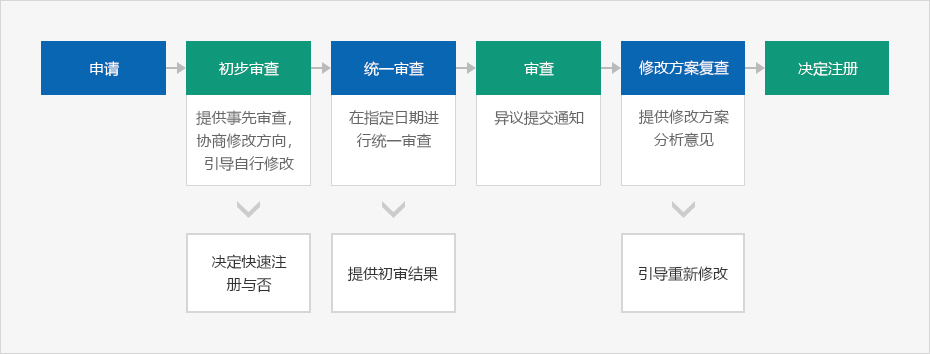 申请
初步审查
统一审查
审查
修改方案复查
决定注册
提供事先审查，
协商修改方向，
引导自行修改
在指定日期进
行统一审查
异议提交通知
提供修改方案
分析意见
决定快速注
册与否
提供初审结果
引导重新修改